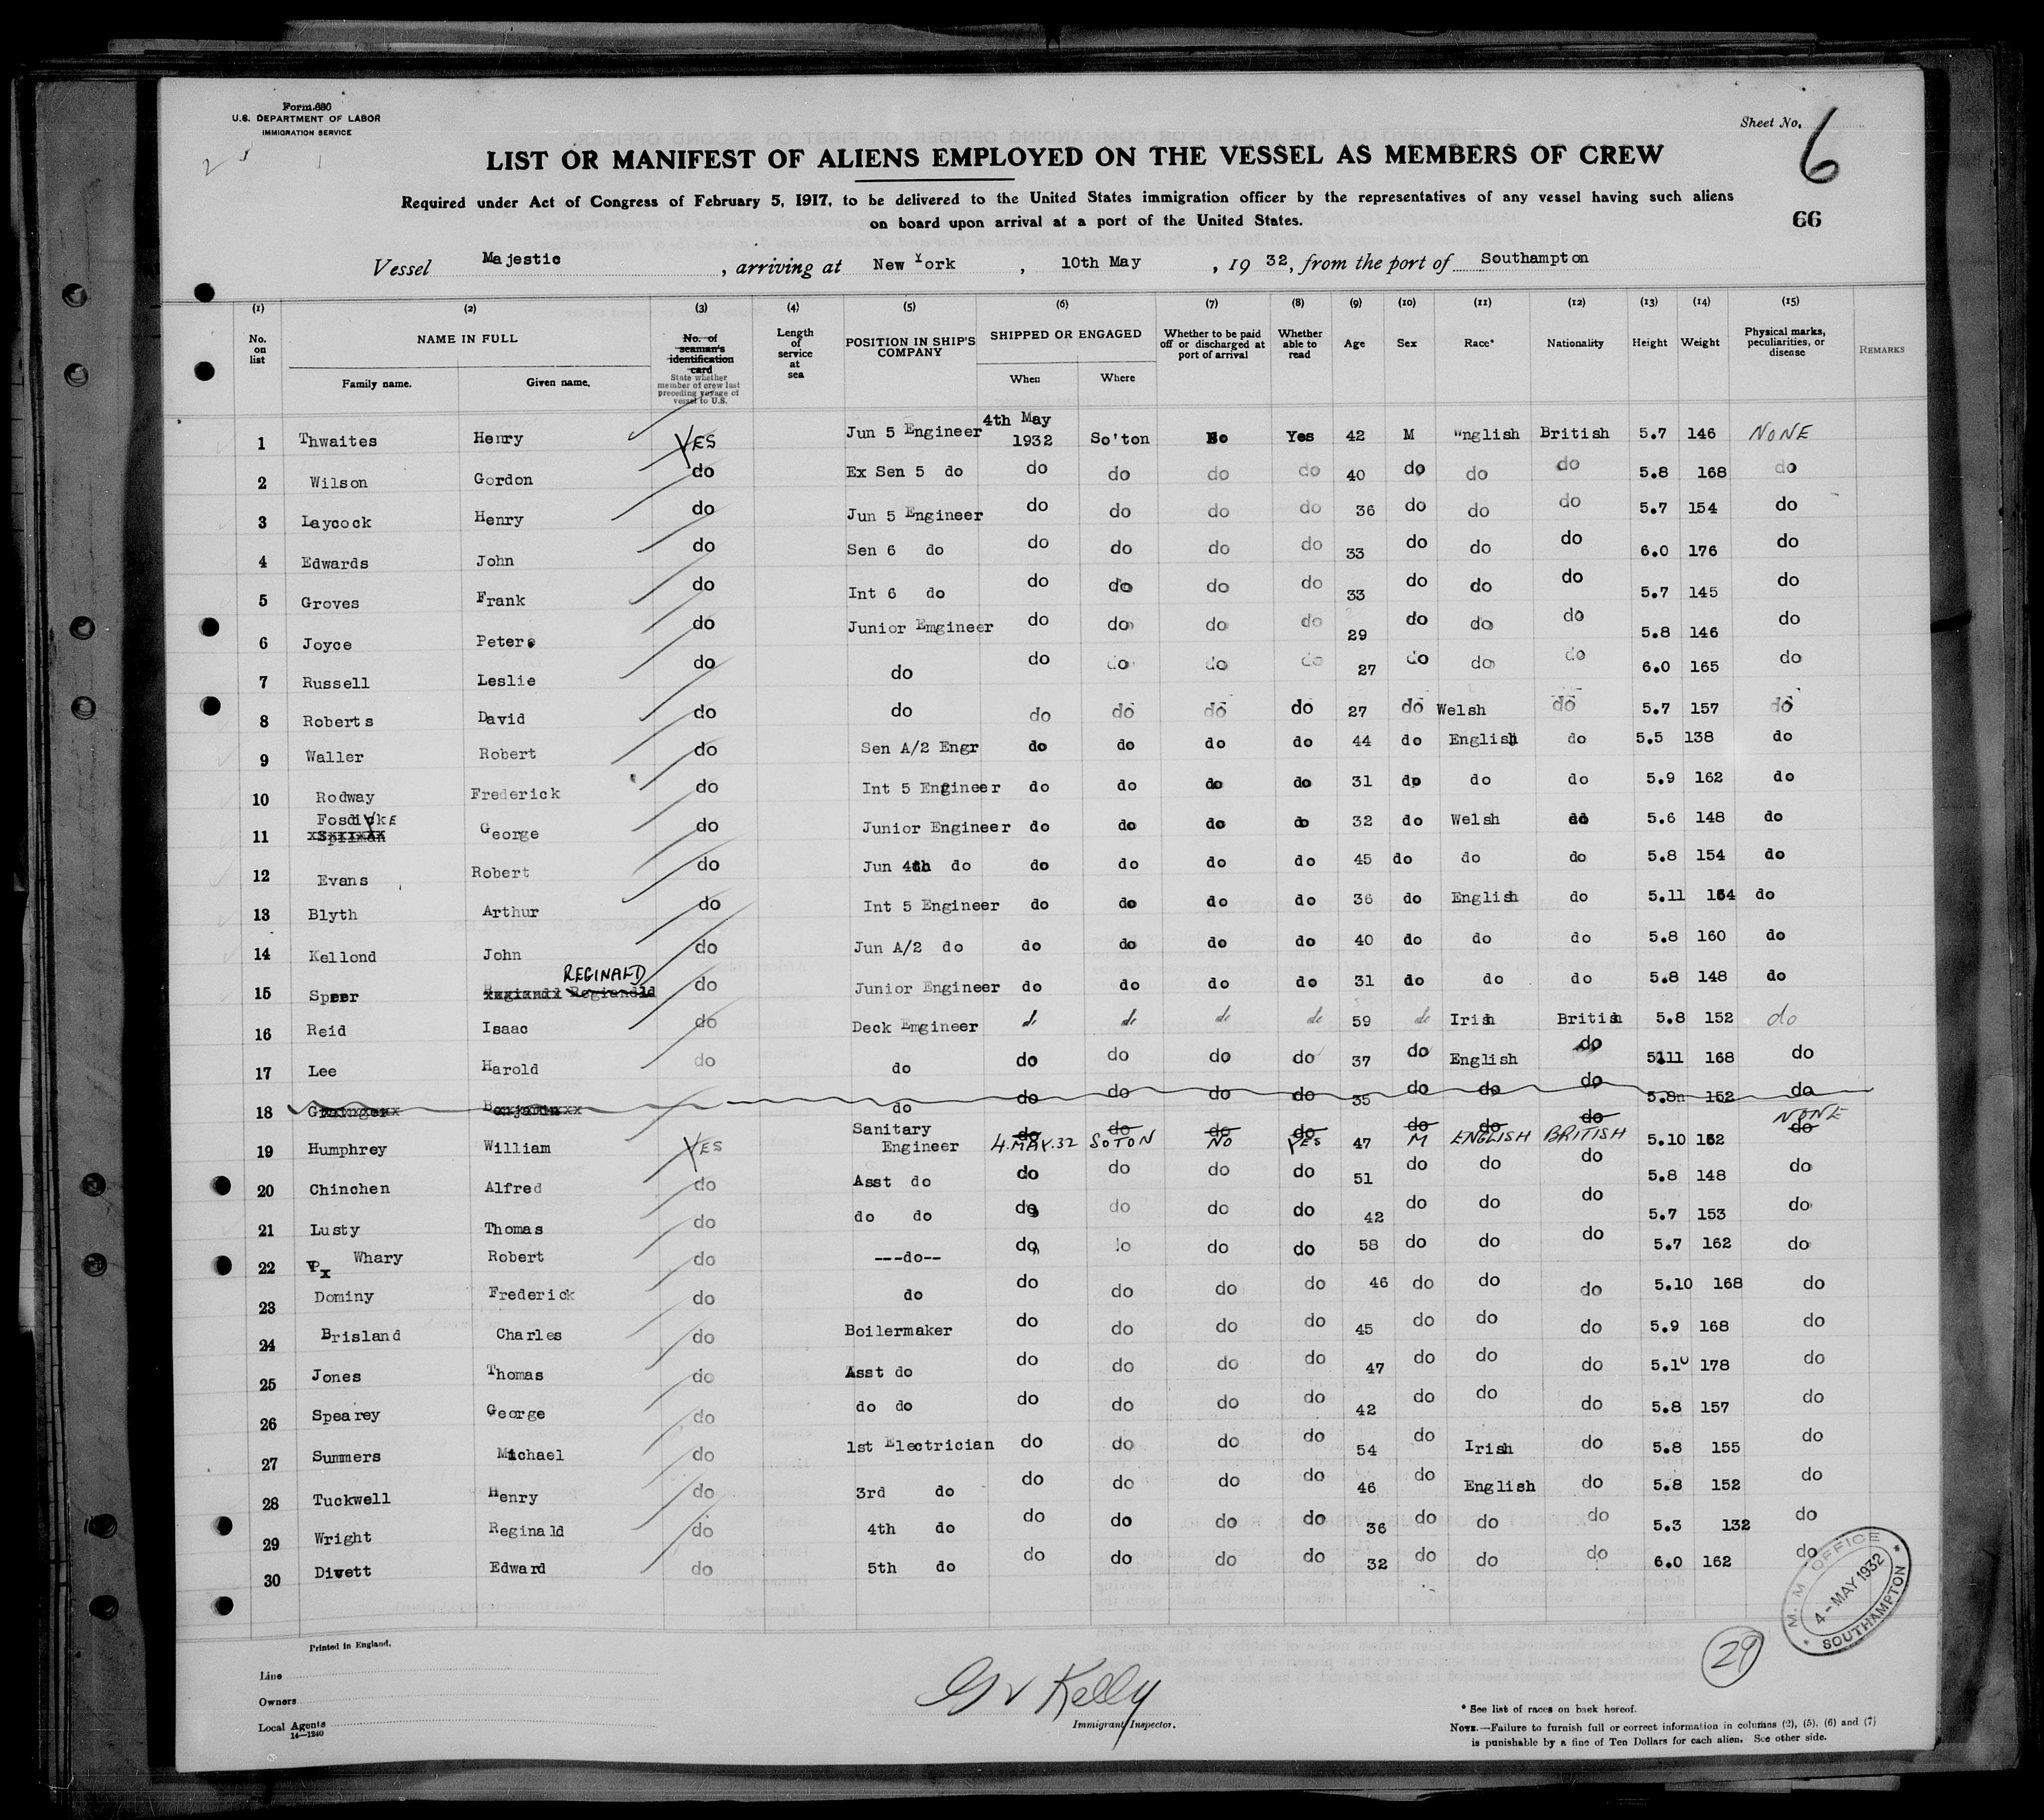 Form 680
U.S. DEPARTMENT OF LABOR
IMMIGRATION SERVICE
Sheet No. 6
66
LIST OR MANIFEST OF ALIENS EMPLOYED ON THE VESSEL AS MEMBERS OF CREW
Required under Act of Congress of February 5, 1917, to be delivered to the United States immigration officer by the representatives of any vessel having such aliens
on board upon arrival at a port of the United States.
Vessel Majestic, arriving at New York, 10th May, 1932, from the port of Southampton
(1) (2) (3) (4) (5) (6) (7) (8) (9) (10) (11) (12) (13) (14) (15)
No. on list NAME IN FULL Family name. Given name. No. of seaman's identification card State whether member of crew last preceding voyage of vessel to U.S. Length of service at sea POSITION IN SHIP'S COMPANY SHIPPED OR ENGAGED When Where Whether to be paid off or discharged at port of arrival Whether able to read Age Sex Race* Nationality Height Weight Physical marks, peculiarities, or disease REMARKS
1 Thwaites Henry YES Jun 5 Engineer 4th May 1932 So'ton No Yes 42 M "nglish British 5.7 146 NONE
2 Wilson Gordon do Ex Sen 5 do do do do do 40 do do do 5.8 168 do
3 Laycock Henry do Jun 5 Engineer do do do do 36 do do do 5.7 154 do
4 Edwards John do Sen 6 do do do do do 33 do do do 6.0 176 do
5 Groves Frank do Int 6 do do do do do 33 do do do 5.7 145 do
6 Joyce Peter do Junior Emgineer do do do do 29 do do do 5.8 146 do
7 Russell Leslie do do do do do do 27 do do do 6.0 165 do
8 Roberts David do do do do do do 27 do Welsh do 5.7 157 do
9 Waller Robert do Sen A/2 Engr do do do do 44 do English do 5.5 138 do
10 Rodway Frederick do Int 5 Engineer do do do do 31 do do do 5.9 162 do
11 Fosdyke George do Junior Engineer do do do do 32 do Welsh do 5.6 148 do
12 Evans Robert do Jun 4th do do do do do 45 do do do 5.8 154 do
13 Blyth Arthur do Int 5 Engineer do do do do 36 do English do 5.11 164 do
14 Kellond John do Jun A/2 do do do do do 40 do do do 5.8 160 do
15 Speer REGINALD do Junior Engineer do do do do 31 do do do 5.8 148 do
16 Reid Isaac do Deck Emgineer do do do do 59 do Irish British 5.8 152 do
17 Lee Harold do do do do do do 37 do English do 5.11 168 do
18 Benjamin do do do do do 35 do do do 5.8 152 do
19 Humphrey William YES Sanitary Engineer 4.MAY.32 SOTON NO YES 47 M ENGLISH BRITISH 5.10 152 NONE
20 Chinchen Alfred do Asst do do do do do 51 do do do 5.8 148 do
21 Lusty Thomas do do do do do do do 42 do do do 5.7 153 do
22 Whary Robert do ---do-- do do do do 58 do do do 5.7 162 do
23 Dominy Frederick do do do do do do 46 do do do 5.10 168 do
24 Brisland Charles do Boilermaker do do do do 45 do do do 5.9 168 do
25 Jones Thomas do Asst do do do do do 47 do do do 5.10 178 do
26 Spearey George do do do do do do do 42 do do do 5.8 157 do
27 Summers Michael do 1st Electrician do do do do 54 do Irish do 5.8 155 do
28 Tuckwell Henry do 3rd do do do do do 46 do English do 5.8 152 do
29 Wright Reginald do 4th do do do do do 36 do do do 5.3 132 do
30 Divett Edward do 5th do do do do do 32 do do do 6.0 162 do
M. M OFFICE
4-MAY 1932
SOUTHAMPTON
29
Printed in England.
Line
Owners
Local Agents
14-1240
Kelly
Immigrant Inspector.
* See list of races on back hereof.
NOTE.—Failure to furnish full or correct information in columns (2), (5), (6) and (7)
is punishable by a fine of Ten Dollars for each alien. See other side.